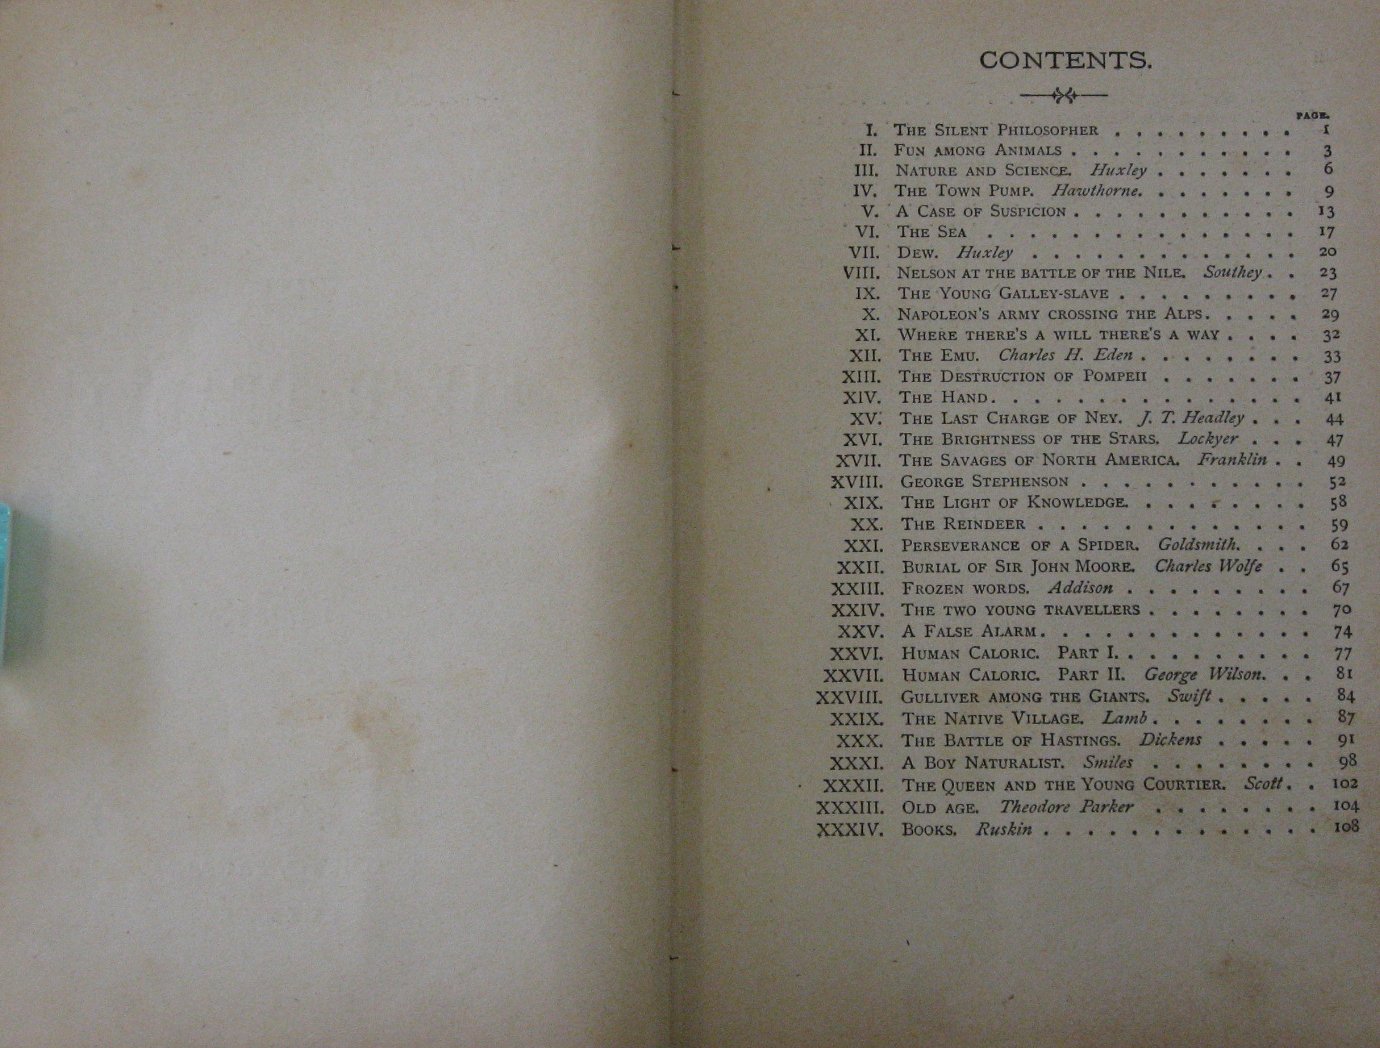 CONTENTS.
PAGE.
I. THE SILENT PHILOSOPHER . . . . . . . . . 1
II. FUN AMONG ANIMALS . . . . . . . . . . . 3
III. NATURE AND SCIENCE. Huxley . . . . . . . 6
IV. THE TOWN PUMP. Hawthorne. . . . . . . . 9
V. A CASE OF SUSPICION . . . . . . . . . . . 13
VI. THE SEA . . . . . . . . . . . . . . . 17
VII. DEW. Huxley . . . . . . . . . . . . . 20
VIII. NELSON AT THE BATTLE OF THE NILE. Southey . . 23
IX. THE YOUNG GALLEY-SLAVE . . . . . . . . . 27
X. NAPOLEON'S ARMY CROSSING THE ALPS. . . . . 29
XI. WHERE THERE'S A WILL THERE'S A WAY . . . . 32
XII. THE EMU. Charles H. Eden . . . . . . . . 33
XIII. THE DESTRUCTION OF POMPEII . . . . . . . 37
XIV. THE HAND. . . . . . . . . . . . . . . 41
XV. THE LAST CHARGE OF NEY. J. T. Headley . . . 44
XVI. THE BRIGHTNESS OF THE STARS. Lockyer . . . 47
XVII. THE SAVAGES OF NORTH AMERICA. Franklin . . 49
XVIII. GEORGE STEPHENSON . . . . . . . . . . . 52
XIX. THE LIGHT OF KNOWLEDGE. . . . . . . . . 58
XX. THE REINDEER . . . . . . . . . . . . . 59
XXI. PERSEVERANCE OF A SPIDER. Goldsmith. . . . 62
XXII. BURIAL OF SIR JOHN MOORE. Charles Wolfe . . 65
XXIII. FROZEN WORDS. Addison . . . . . . . . . 67
XXIV. THE TWO YOUNG TRAVELLERS . . . . . . . . 70
XXV. A FALSE ALARM. . . . . . . . . . . . . 74
XXVI. HUMAN CALORIC. PART I. . . . . . . . . . 77
XXVII. HUMAN CALORIC. PART II. George Wilson. . . 81
XXVIII. GULLIVER AMONG THE GIANTS. Swift . . . . . 84
XXIX. THE NATIVE VILLAGE. Lamb . . . . . . . . 87
XXX. THE BATTLE OF HASTINGS. Dickens . . . . . 91
XXXI. A BOY NATURALIST. Smiles . . . . . . . . 98
XXXII. THE QUEEN AND THE YOUNG COURTIER. Scott. . 102
XXXIII. OLD AGE. Theodore Parker . . . . . . . . 104
XXXIV. BOOKS. Ruskin . . . . . . . . . . . . . 108